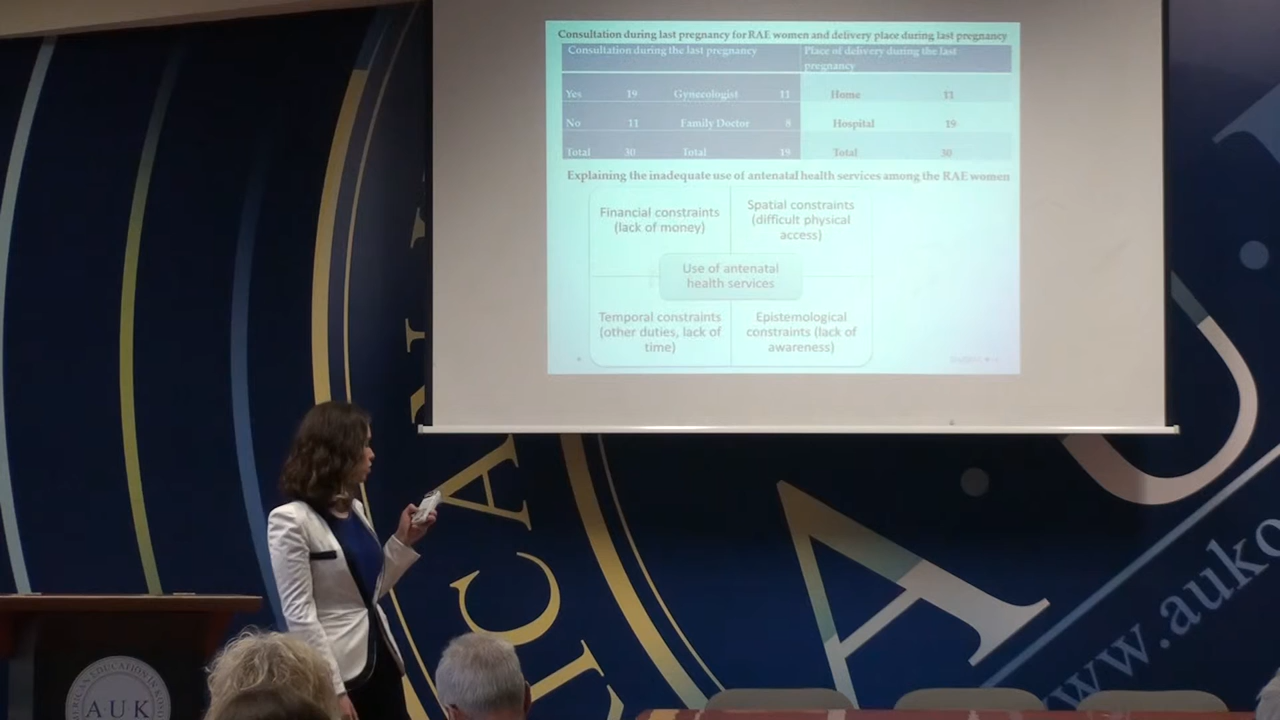 Consultation during last pregnancy for RAE women and delivery place during last pregnancy
Consultation during the last pregnancy
Place of delivery during the last
pregnancy
Yes 19 Gynecologist 11 Home 11
No 11 Family Doctor 8 Hospital 19
Total 30 Total 19 Total 30
Explaining the inadequate use of antenatal health services among the RAE women
Financial constraints
(lack of money)
Spatial constraints
(difficult physical
access)
Use of antenatal
health services
Temporal constraints
(other duties, lack of
time)
Epistemological
constraints (lack of
awareness)
ICA
A
www.auko
AUK